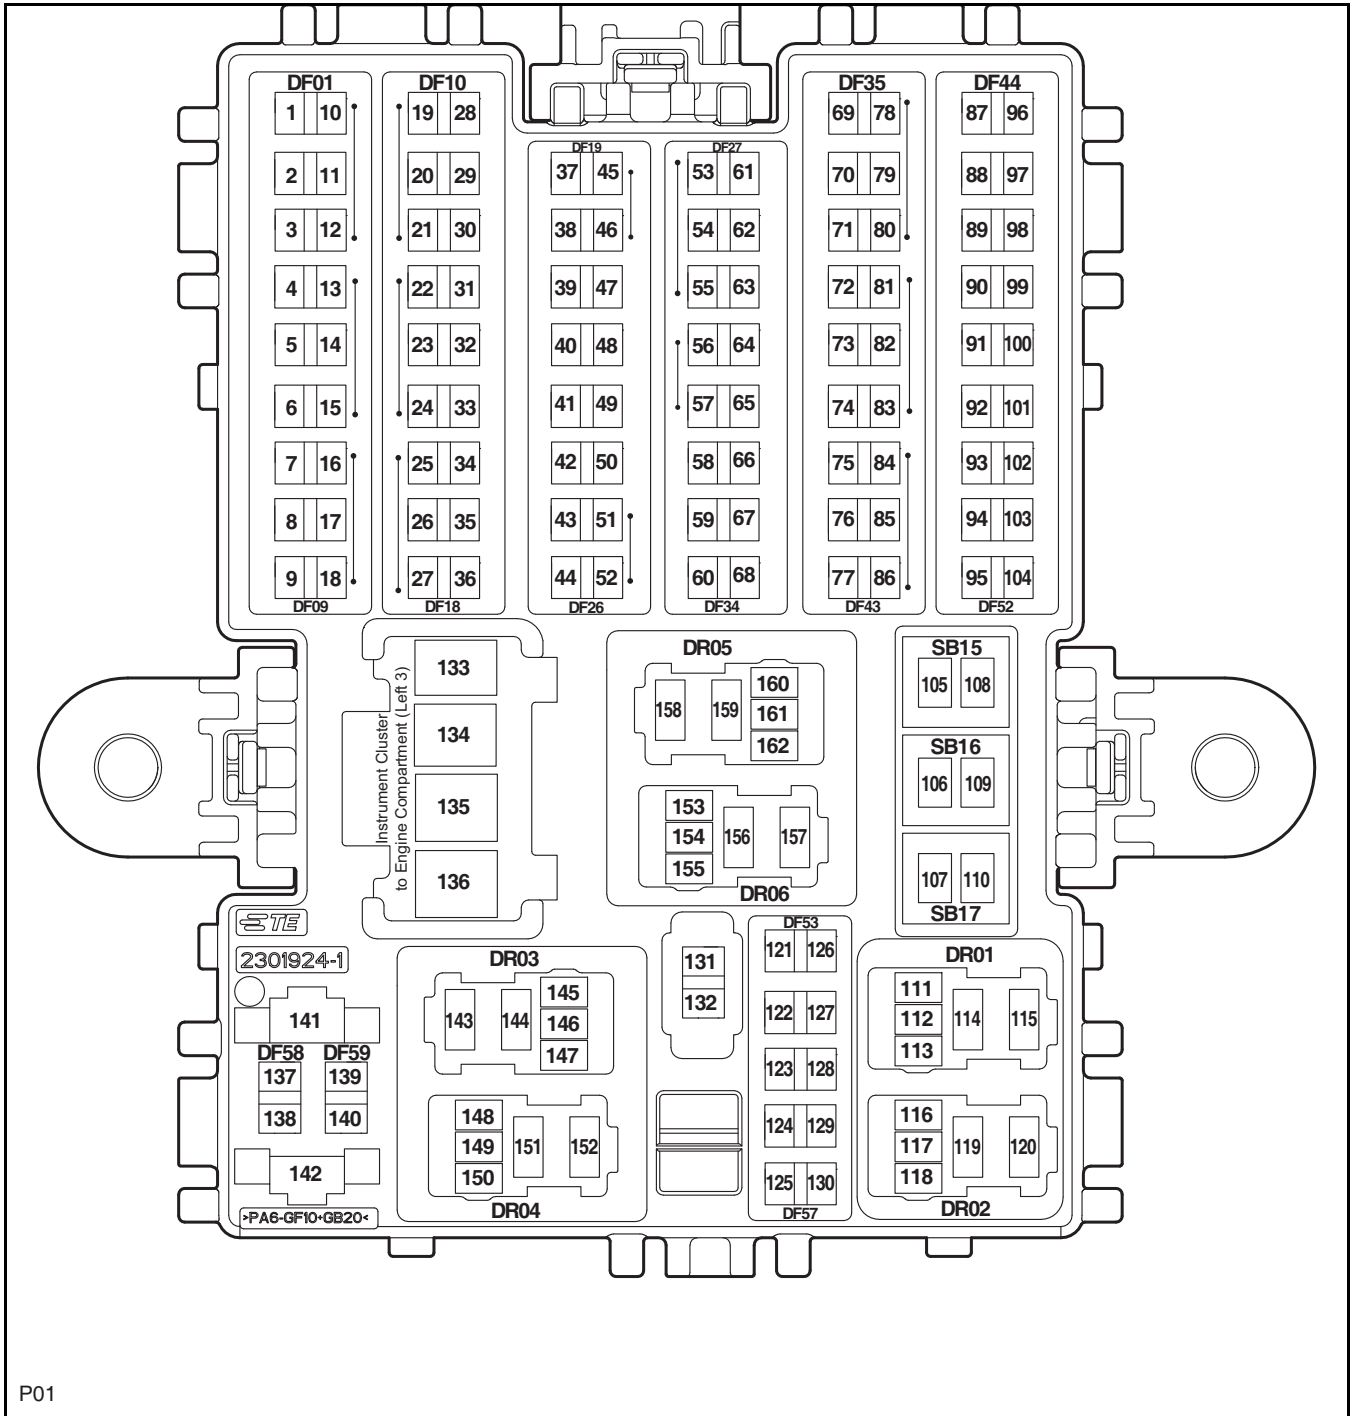 DF01 DF10 DF35 DF44
1 10 19 28 69 78 87 96
DF19 DF27
2 11 20 29 37 45 53 61 70 79 88 97
3 12 21 30 38 46 54 62 71 80 89 98
4 13 22 31 39 47 55 63 72 81 90 99
5 14 23 32 40 48 56 64 73 82 91 100
6 15 24 33 41 49 57 65 74 83 92 101
7 16 25 34 42 50 58 66 75 84 93 102
8 17 26 35 43 51 59 67 76 85 94 103
9 18 27 36 44 52 60 68 77 86 95 104
DF09 DF18 DF26 DF34 DF43 DF52
Instrument Cluster
to Engine Compartment (Left 3)
133
134
135
136
DR05
158 159 160
161
162
153
154 156 157
155
DR06
SB15
105 108
SB16
106 109
107 110
SB17
TE
2301924-1
141
DF58 DF59
137 139
138 140
142
>PA6-GF10+GB20<
DR03
143 144 145
146
147
148
149 151 152
150
DR04
131
132
DF53
121 126
122 127
123 128
124 129
125 130
DF57
DR01
111
112 114 115
113
116
117 119 120
118
DR02
P01